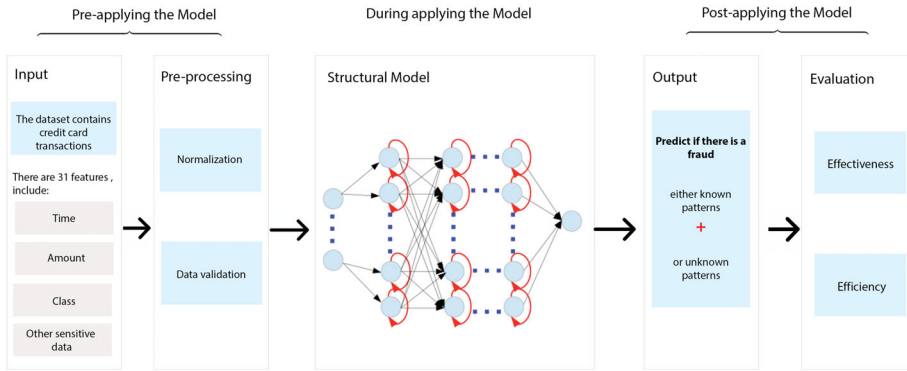 Pre-applying the Model
During applying the Model
Post-applying the Model
Input
The dataset contains
credit card
transactions
There are 31 features ,
include:
Time
Amount
Class
Other sensitive
data
Pre-processing
Normalization
Data validation
Structural Model
Output
Predict if there is a
fraud
either known
patterns
+
or unknown
patterns
Evaluation
Effectiveness
Efficiency